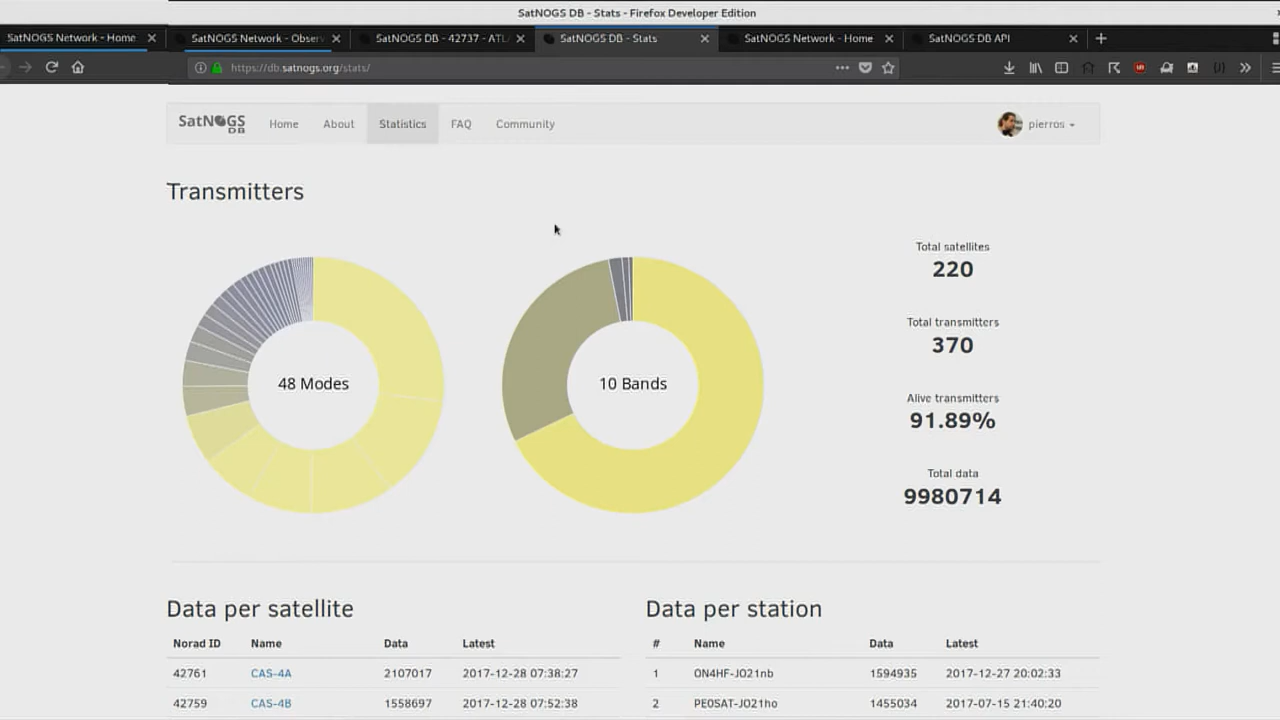 SatNOGS DB - Stats - Firefox Developer Edition
SatNOGS Network - Home
SatNOGS Network - Obser
SatNOGS DB - 42737 - ATL
SatNOGS DB - Stats
SatNOGS Network - Home
SatNOGS DB API
https://db.satnogs.org/stats/
SatNOGS DB
Home
About
Statistics
FAQ
Community
pierros
Transmitters
48 Modes
10 Bands
Total satellites
220
Total transmitters
370
Alive transmitters
91.89%
Total data
9980714
Data per satellite
Norad ID Name Data Latest
42761 CAS-4A 2107017 2017-12-28 07:38:27
42759 CAS-4B 1558697 2017-12-28 07:52:38
Data per station
# Name Data Latest
1 ON4HF-JO21nb 1594935 2017-12-27 20:02:33
2 PE0SAT-JO21ho 1455034 2017-07-15 21:40:20